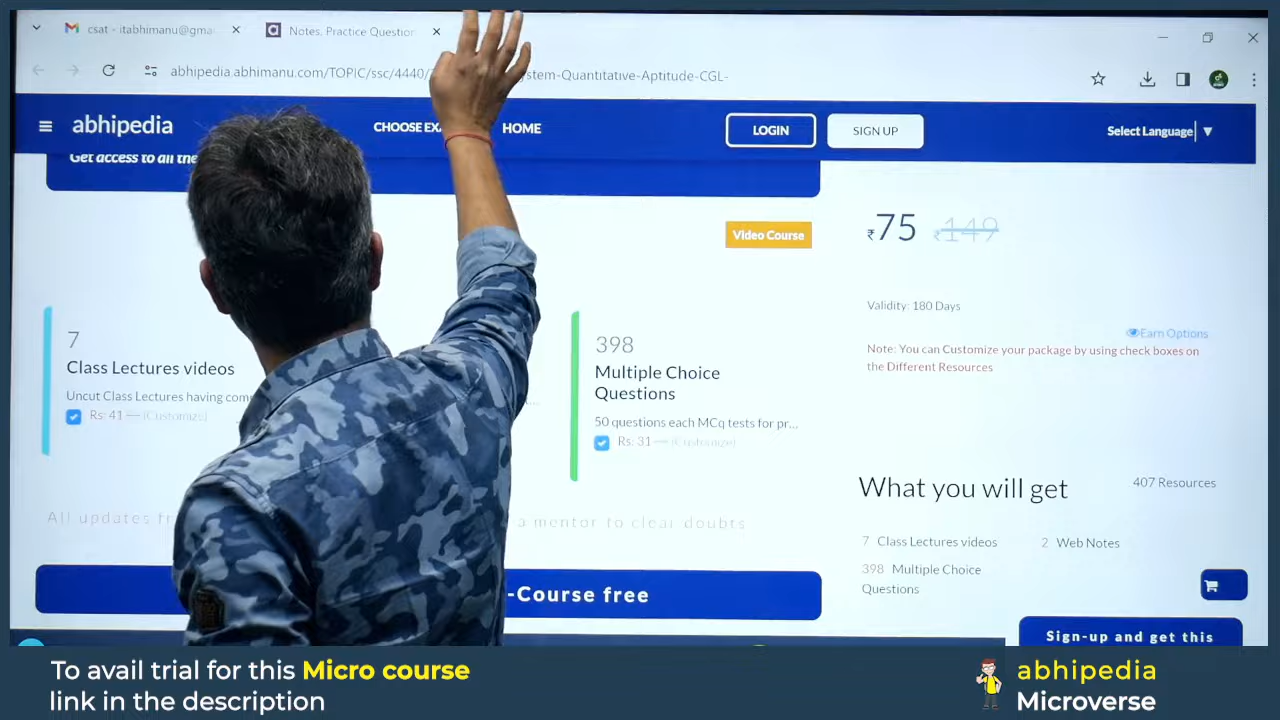 csat - itabhimanu@gma
Notes, Practice Question
abhipedia.abhimanu.com/TOPIC/ssc/4440/
stem-Quantitative-Aptitude-CGL-
abhipedia
CHOOSE EXA
HOME
LOGIN
SIGN UP
Select Language
Get access to all the
Video Course
₹75
₹149
Validity: 180 Days
Earn Options
Note: You can Customize your package by using check boxes on
the Different Resources
7
Class Lectures videos
Uncut Class Lectures having com
Rs: 41 — (Customize)
398
Multiple Choice
Questions
50 questions each MCq tests for pr...
Rs: 31 — (Customize)
What you will get
407 Resources
7 Class Lectures videos
2 Web Notes
398 Multiple Choice
Questions
All updates fr
a mentor to clear doubts
-Course free
Sign-up and get this
To avail trial for this Micro course
link in the description
abhipedia
Microverse